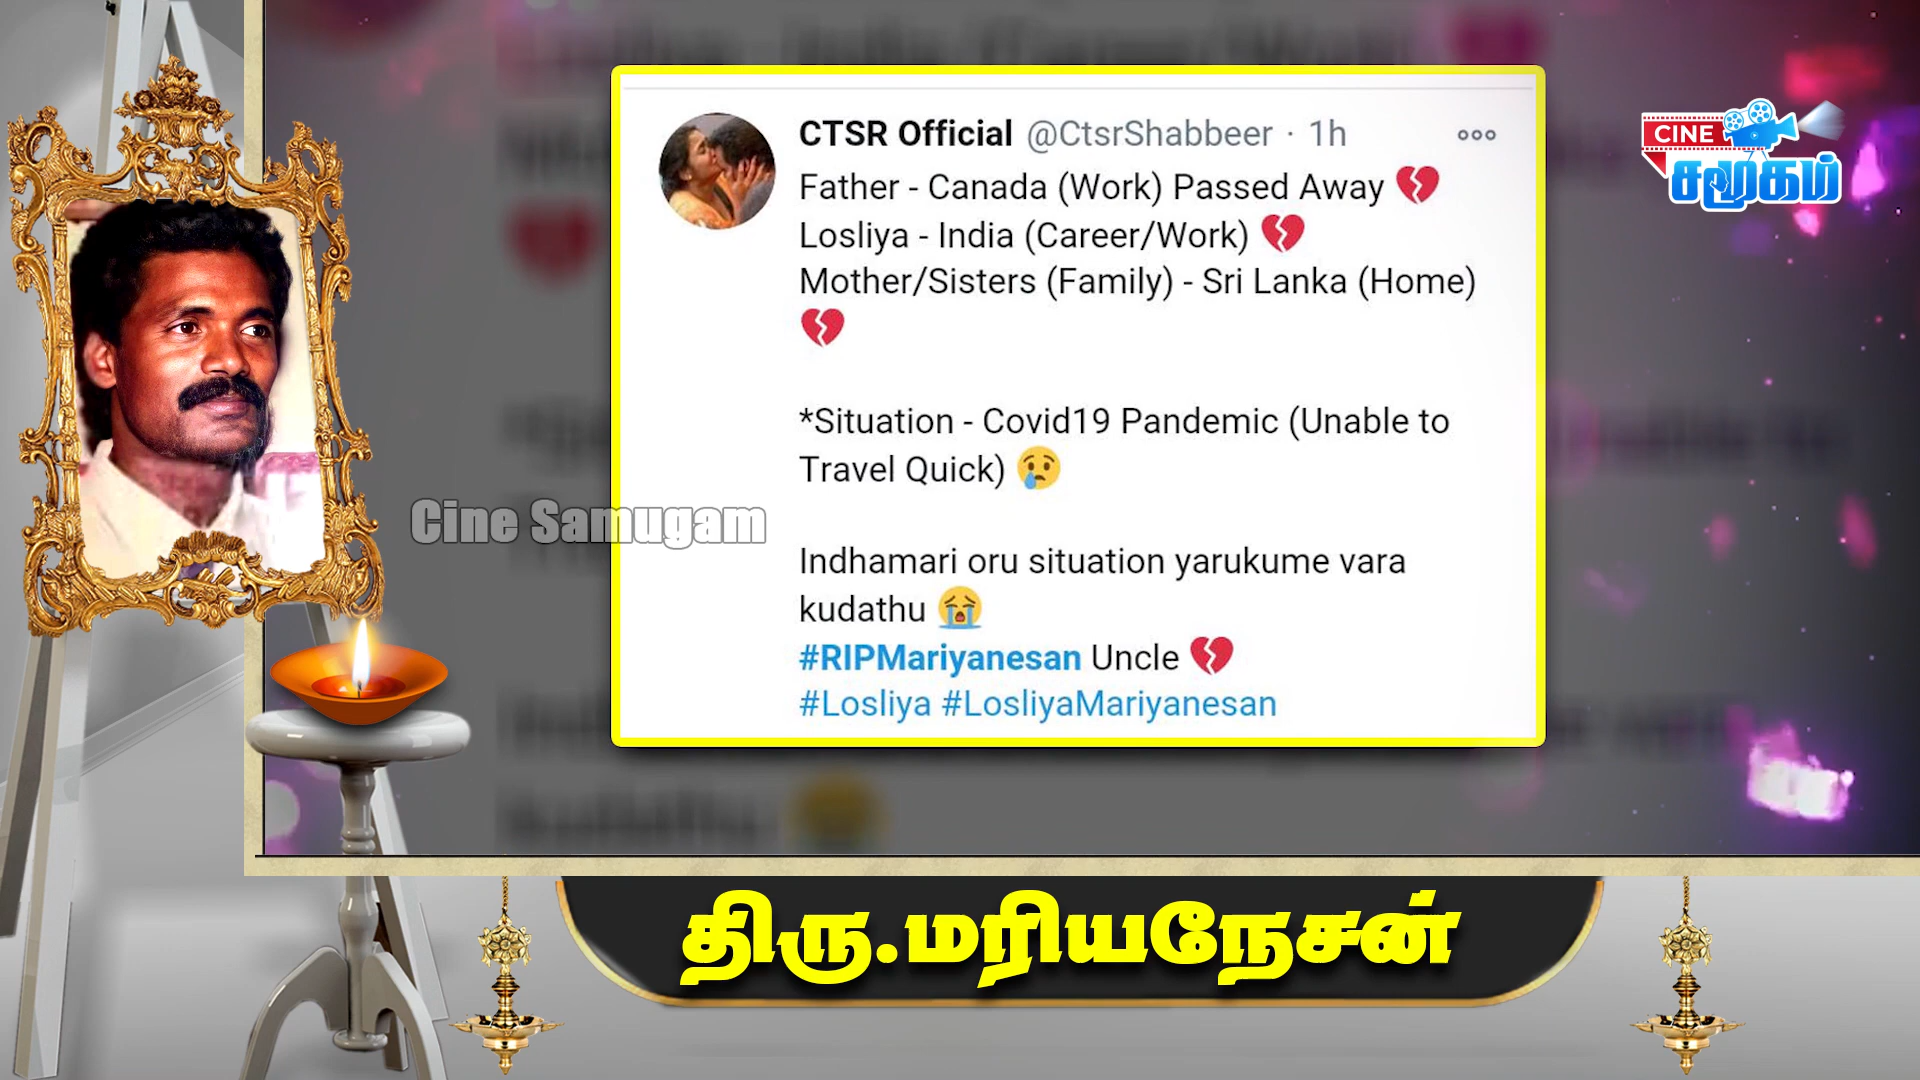 CTSR Official @CtsrShabbeer · 1h
Father - Canada (Work) Passed Away 💔
Losliya - India (Career/Work) 💔
Mother/Sisters (Family) - Sri Lanka (Home)
💔
*Situation - Covid19 Pandemic (Unable to
Travel Quick) 😢
Indhamari oru situation yarukume vara
kudathu 😭
#RIPMariyanesan Uncle 💔
#Losliya #LosliyaMariyanesan
CINE
சமூகம்
Cine Samugam
திரு.மரியநேசன்